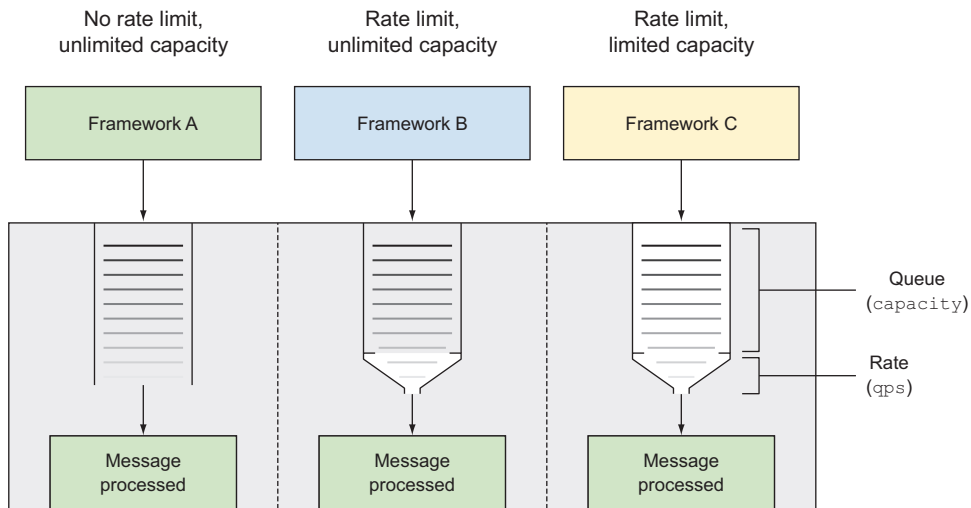 No rate limit,
unlimited capacity
Rate limit,
unlimited capacity
Rate limit,
limited capacity
Framework A
Framework B
Framework C
Queue
(capacity)
Rate
(qps)
Message
processed
Message
processed
Message
processed